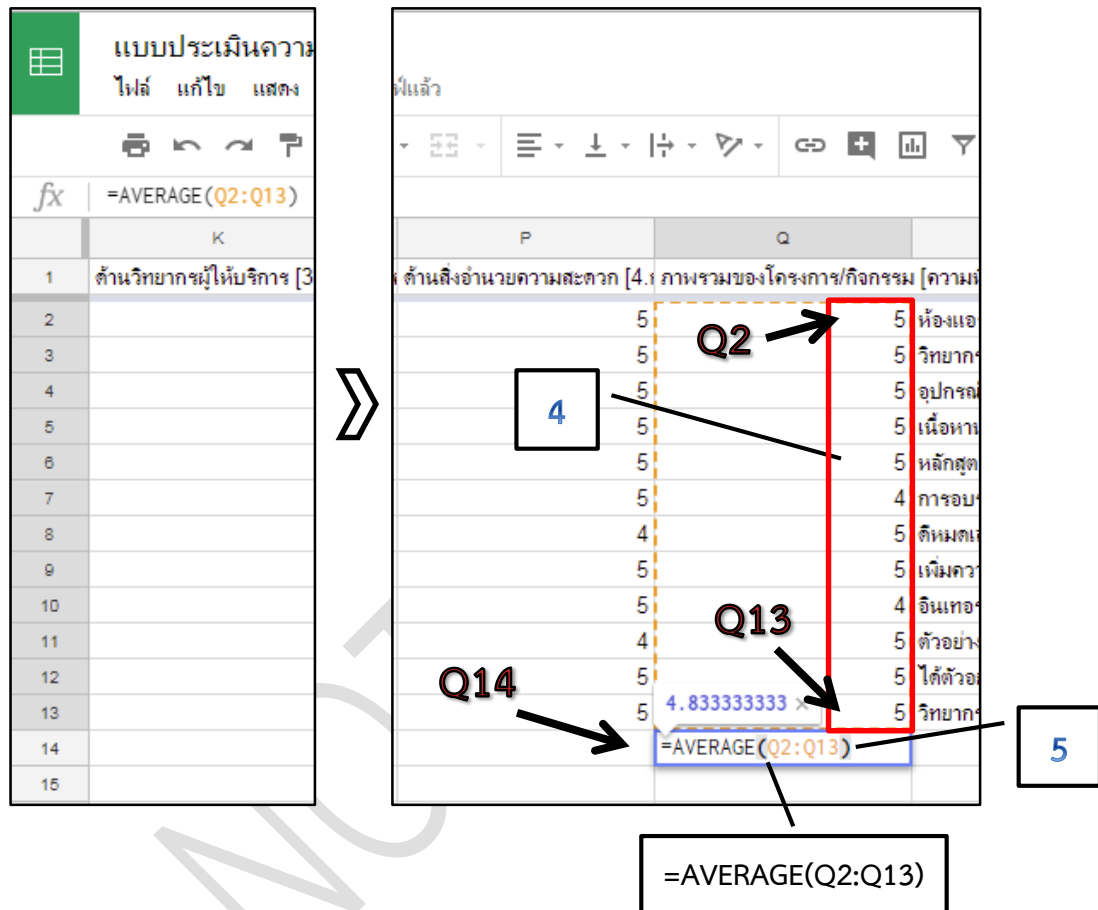 แบบประเมินความ
ไฟล์ แก้ไข แสดง
ฟแล้ว
fx =AVERAGE(Q2:Q13)
K P Q
1 ด้านวิทยากรผู้ให้บริการ [3 ด้านสิ่งอำนวยความสะดวก [4. ภาพรวมของโครงการ/กิจกรรม [ความพ
2 5 Q2 5 ห้องแอ
3 5 5 วิทยากร
4 5 4 5 อุปกรณ์
5 5 5 เนื้อหา
6 5 5 หลักสูต
7 5 4 การอบร
8 4 5 ดีหมดเ
9 5 5 เพิ่มควา
10 5 Q13 4 อินเทอร
11 4 5 ตัวอย่าง
12 Q14 5 5 ได้ตัวอ
13 5 4.833333333 × 5 วิทยากร
14 =AVERAGE(Q2:Q13) 5
15
=AVERAGE(Q2:Q13)
NOT